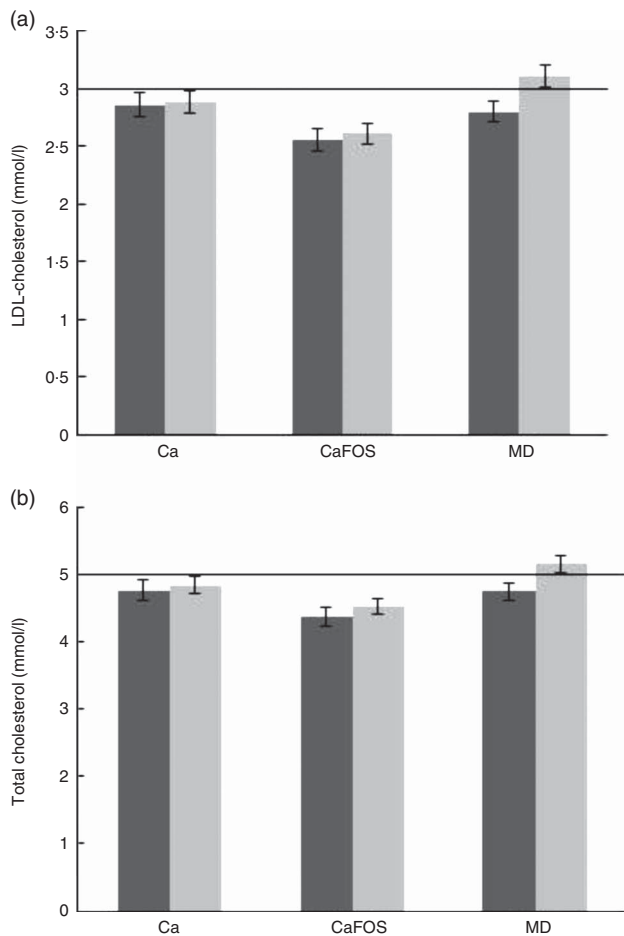 (a)
3·5
3
2·5
2
1·5
1
0·5
0
LDL-cholesterol (mmol/l)
Ca
CaFOS
MD
(b)
6
5
4
3
2
1
0
Total cholesterol (mmol/l)
Ca
CaFOS
MD